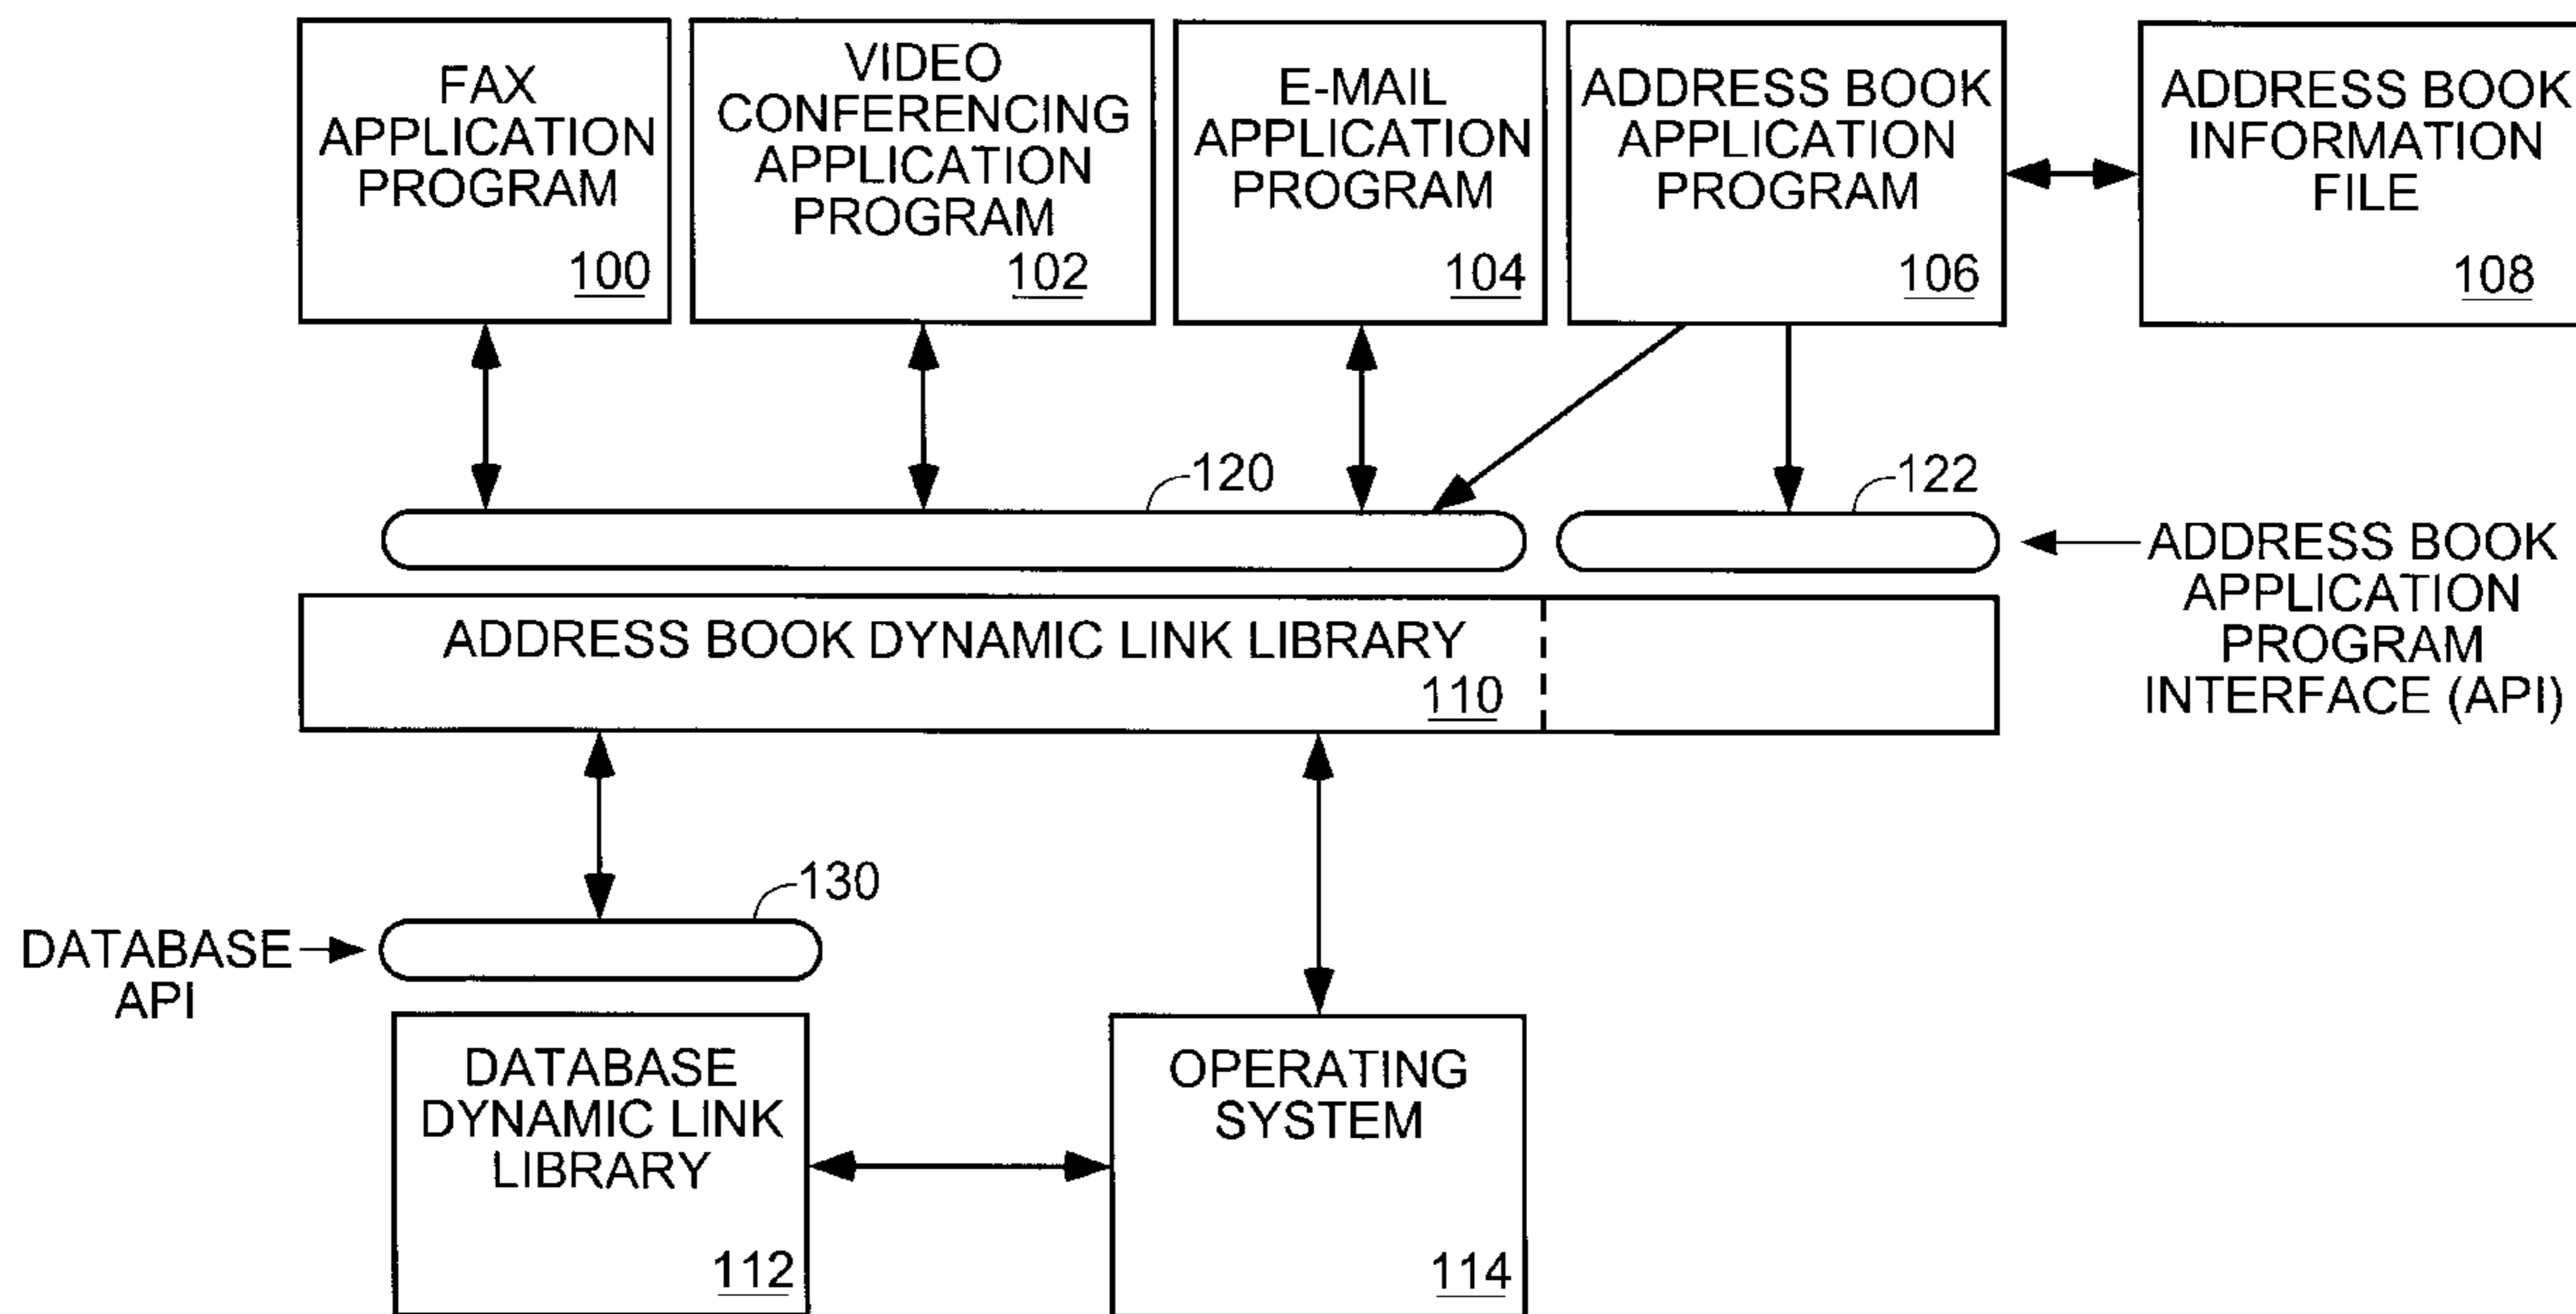 FAX
APPLICATION
PROGRAM
100
VIDEO
CONFERENCING
APPLICATION
PROGRAM
102
E-MAIL
APPLICATION
PROGRAM
104
ADDRESS BOOK
APPLICATION
PROGRAM
106
ADDRESS BOOK
INFORMATION
FILE
108
120
122
ADDRESS BOOK
APPLICATION
PROGRAM
INTERFACE (API)
ADDRESS BOOK DYNAMIC LINK LIBRARY
110
130
DATABASE
API
DATABASE
DYNAMIC LINK
LIBRARY
112
OPERATING
SYSTEM
114